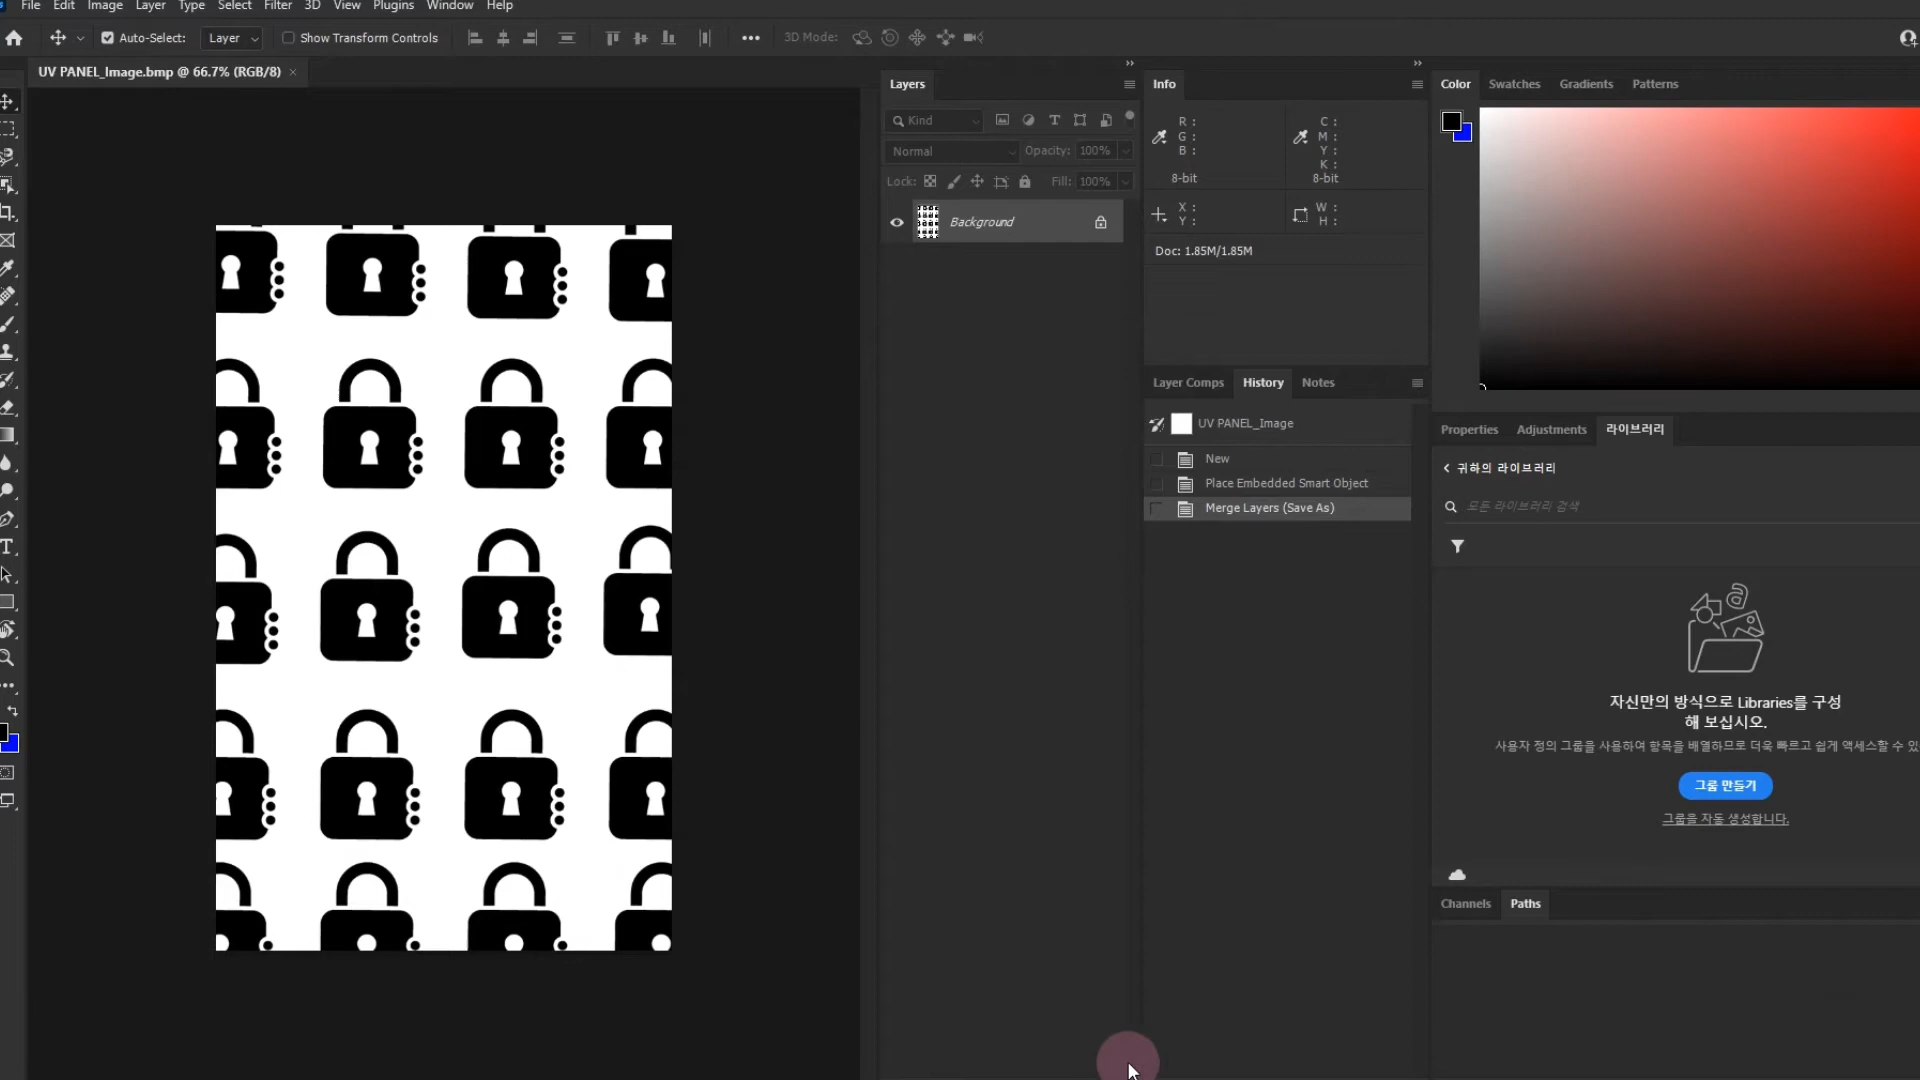 File Edit Image Layer Type Select Filter 3D View Plugins Window Help
Auto-Select: Layer Show Transform Controls 3D Mode:
UV PANEL_Image.bmp @ 66.7% (RGB/8) ×
Layers
Kind
Normal Opacity: 100%
Lock: Fill: 100%
Background
Info
R :
G :
B :
8-bit
C :
M :
Y :
K :
8-bit
X :
Y :
W :
H :
Doc: 1.85M/1.85M
Layer Comps History Notes
UV PANEL_Image
New
Place Embedded Smart Object
Merge Layers (Save As)
Color Swatches Gradients Patterns
Properties Adjustments 라이브러리
귀하의 라이브러리
모든 라이브러리 검색
자신만의 방식으로 Libraries를 구성
해 보십시오.
사용자 정의 그룹을 사용하여 항목을 배열하므로 더욱 빠르고 쉽게 액세스할 수
그룹 만들기
그룹을 자동 생성합니다.
Channels Paths